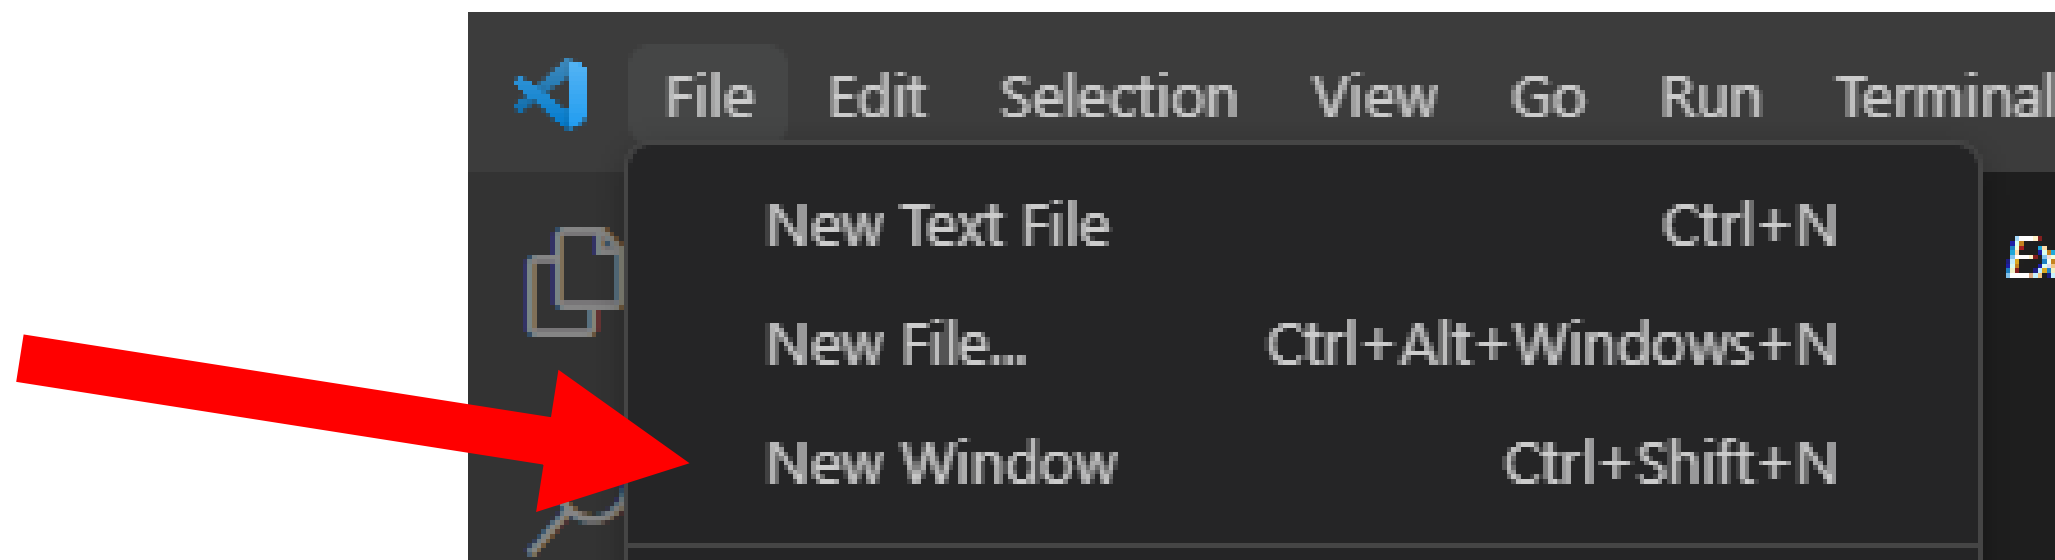 File Edit Selection View Go Run Terminal
New Text File Ctrl+N
Ex
New File... Ctrl+Alt+Windows+N
New Window Ctrl+Shift+N